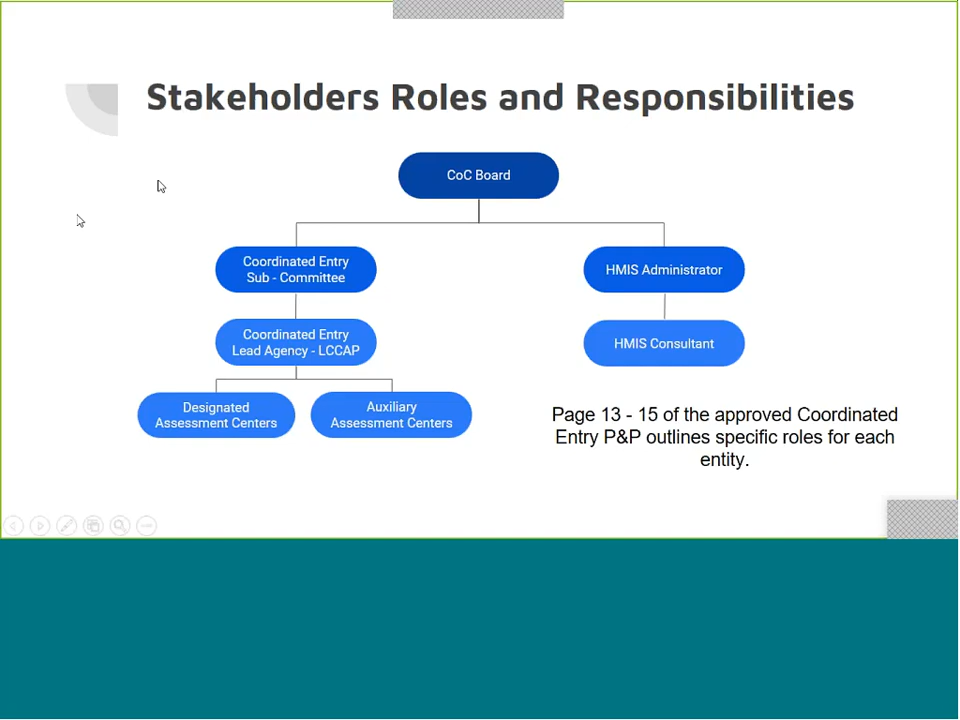 Stakeholders Roles and Responsibilities
CoC Board
Coordinated Entry
Sub - Committee
HMIS Administrator
Coordinated Entry
Lead Agency - LCCAP
HMIS Consultant
Designated
Assessment Centers
Auxiliary
Assessment Centers
Page 13 - 15 of the approved Coordinated
Entry P&P outlines specific roles for each
entity.